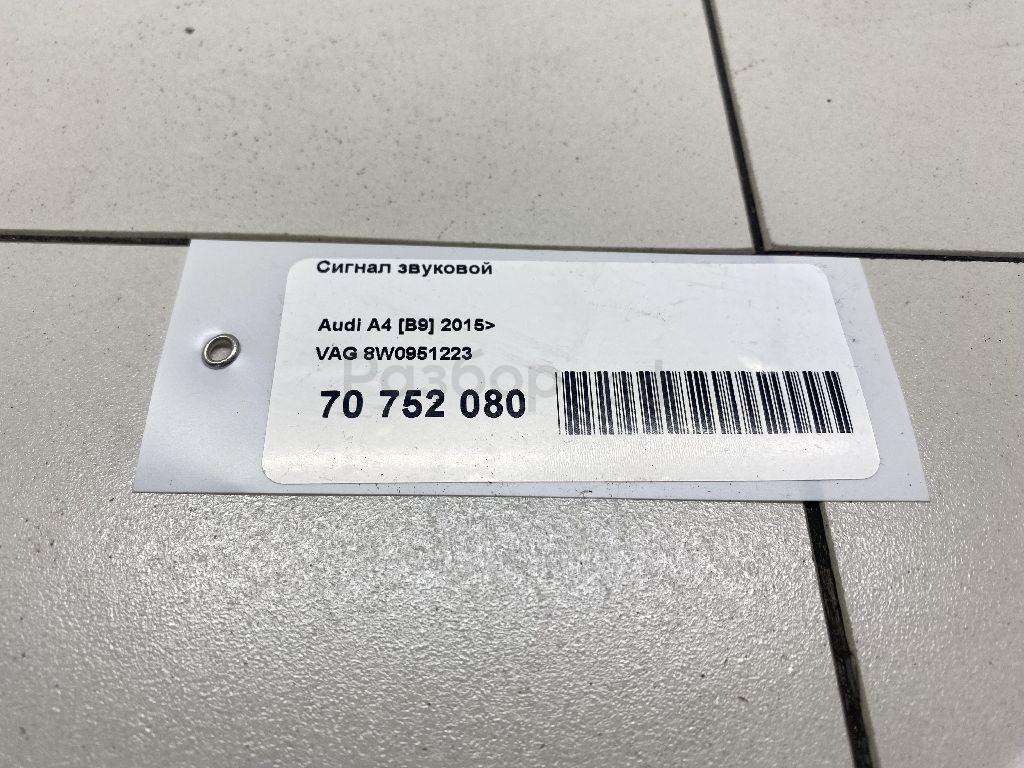 Сигнал звуковой
Audi A4 [B9] 2015>
VAG 8W0951223
70 752 080